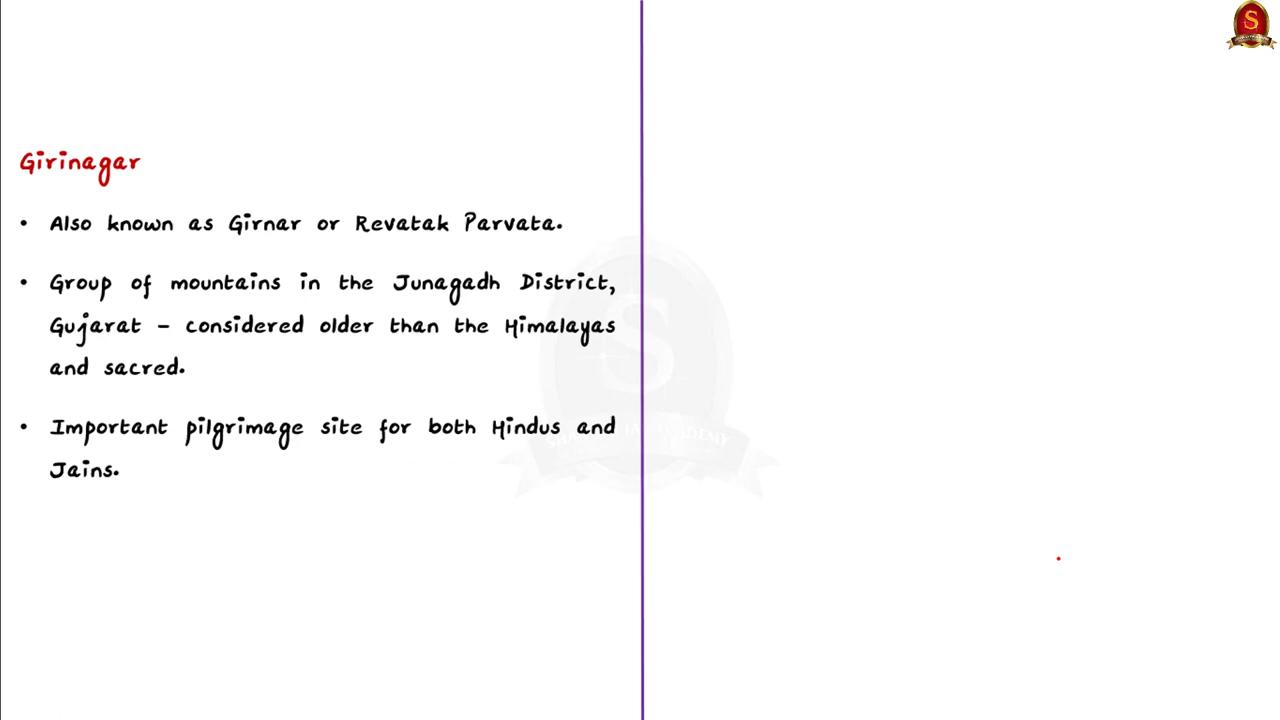 Girinagar
• Also known as Girnar or Revatak Parvata.
• Group of mountains in the Junagadh District,
Gujarat – considered older than the Himalayas
and sacred.
• Important pilgrimage site for both Hindus and
Jains.
S